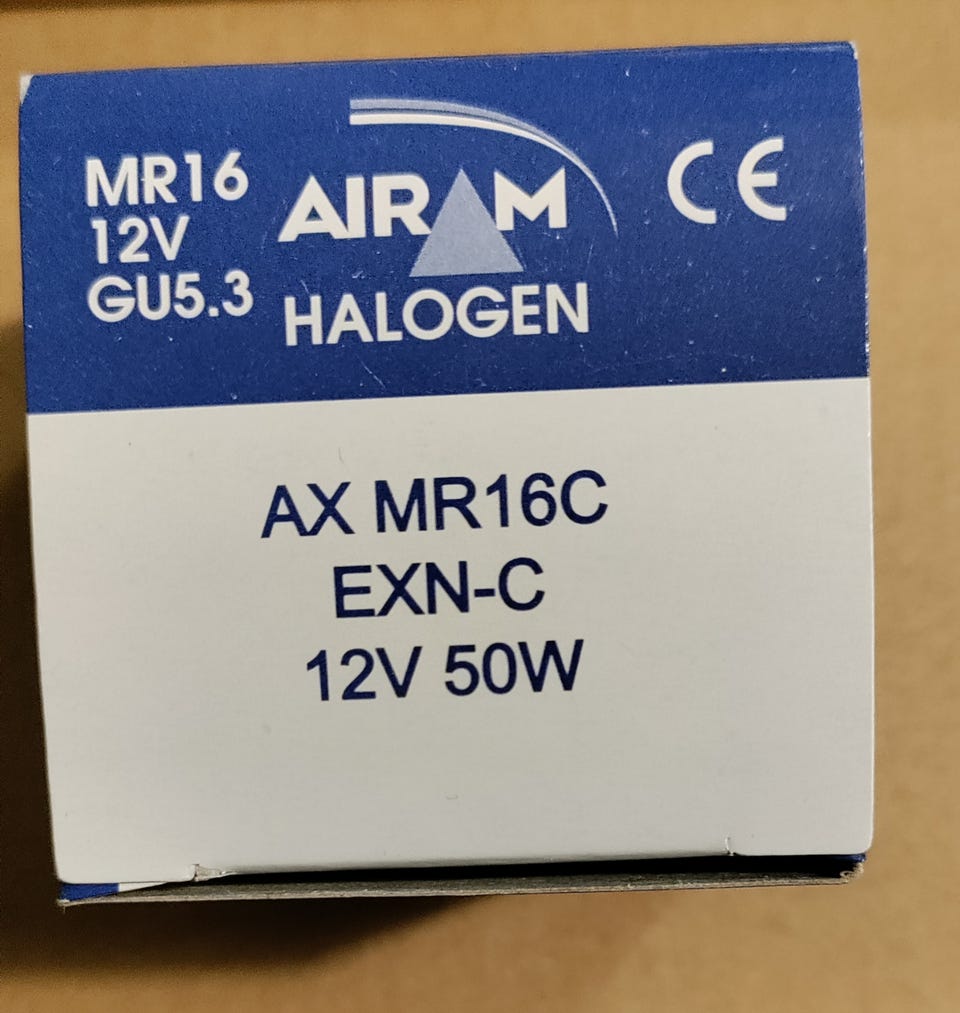 MR16
12V
GU5.3
AIRAM
HALOGEN
CE
AX MR16C
EXN-C
12V 50W